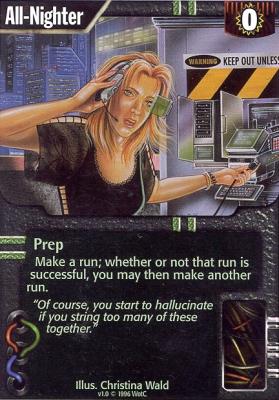 All-Nighter
0
WARNING KEEP OUT UNLESS
Prep
Make a run; whether or not that run is
successful, you may then make another
run.
"Of course, you start to hallucinate
if you string too many of these
together."
Illus. Christina Wald
v1.0 © 1996 WotC